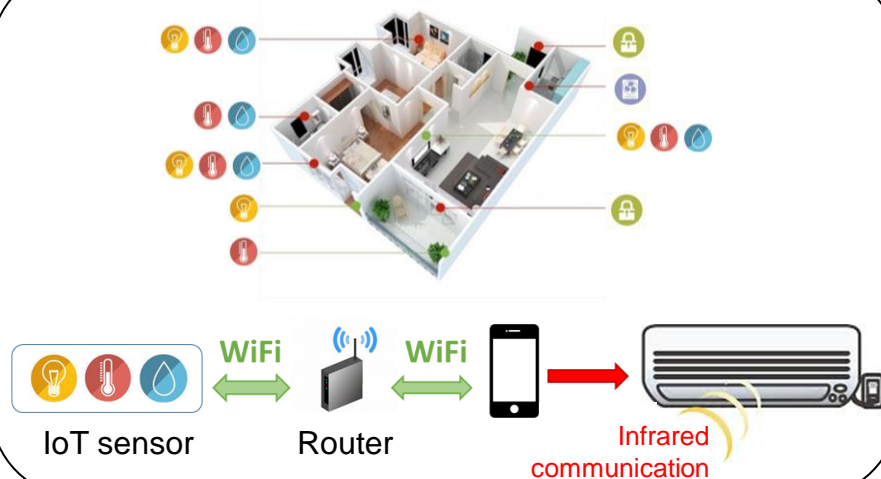 WiFi
WiFi
IoT sensor
Router
Infrared
communication